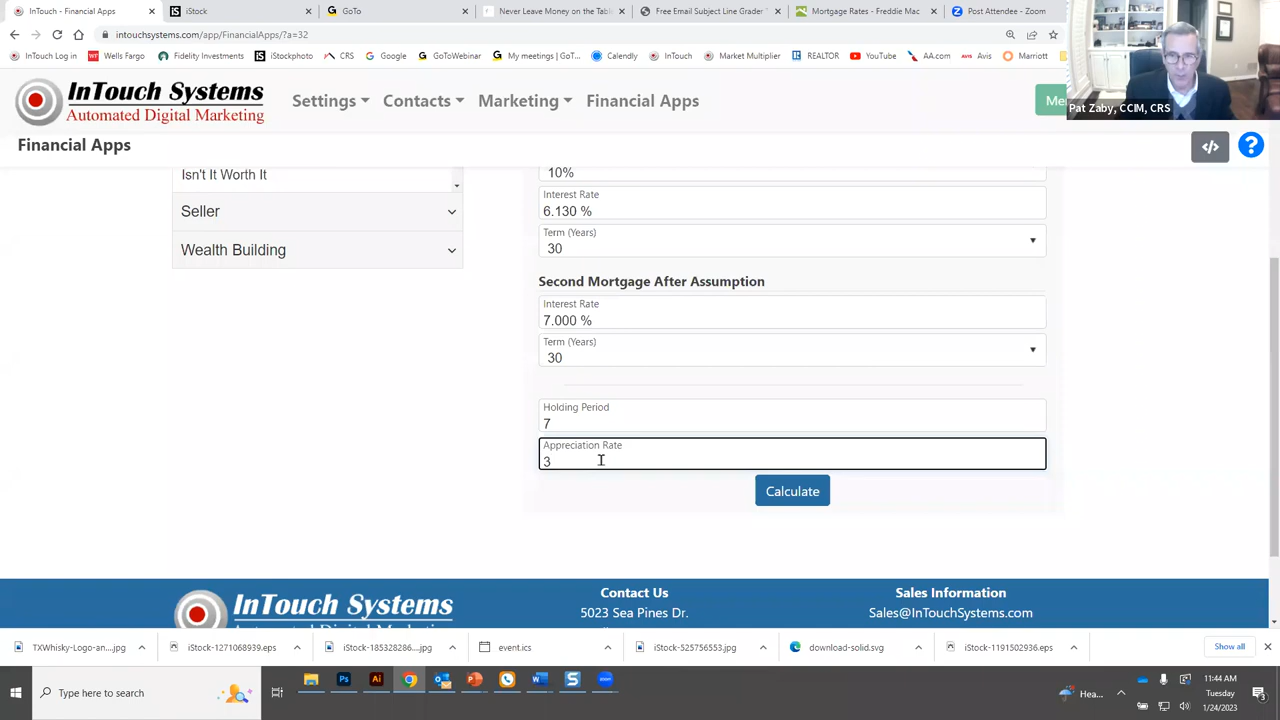 InTouch - Financial Apps
iStock
GoTo
Never Leave Money on the Tabl
Free Email Subject Line Grader T
Mortgage Rates - Freddie Mac
Post Attendee - Zoom
intouchsystems.com/app/FinancialApps/?a=32
InTouch Log in
Wells Fargo
Fidelity Investments
iStockphoto
CRS
Google
GoToWebinar
My meetings | GoT...
Calendly
InTouch
Market Multiplier
REALTOR
YouTube
AA.com
Avis
Marriott
InTouch Systems
Automated Digital Marketing
Settings
Contacts
Marketing
Financial Apps
Pat Zaby, CCIM, CRS
Financial Apps
Isn't It Worth It
Seller
Wealth Building
10%
Interest Rate
6.130 %
Term (Years)
30
Second Mortgage After Assumption
Interest Rate
7.000 %
Term (Years)
30
Holding Period
7
Appreciation Rate
3
Calculate
InTouch Systems
Contact Us
5023 Sea Pines Dr.
Sales Information
Sales@InTouchSystems.com
TXWhisky-Logo-an....jpg
iStock-1271068939.eps
iStock-185328286....jpg
event.ics
iStock-525756553.jpg
download-solid.svg
iStock-1191502936.eps
Show all
Type here to search
Hea...
11:44 AM
Tuesday
1/24/2023